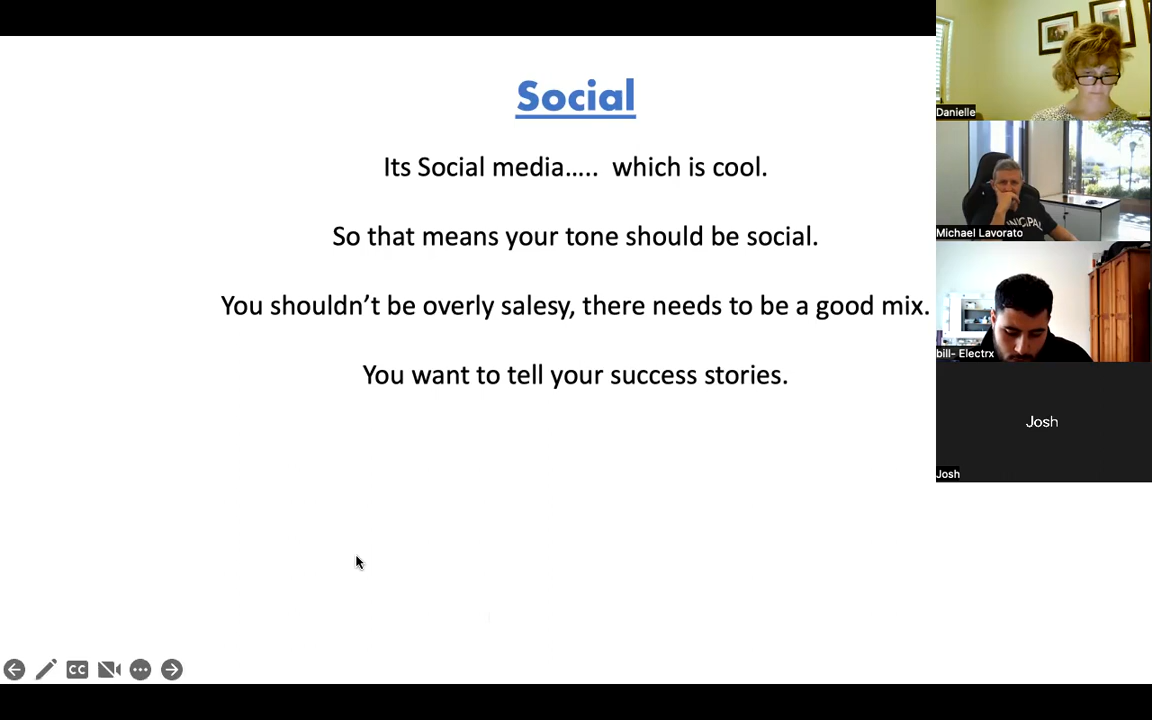 Social
Its Social media.....  which is cool.
So that means your tone should be social.
You shouldn't be overly salesy, there needs to be a good mix.
You want to tell your success stories.
Danielle
NICIPAL
Michael Lavorato
bill- Electrx
Josh
Josh
CC